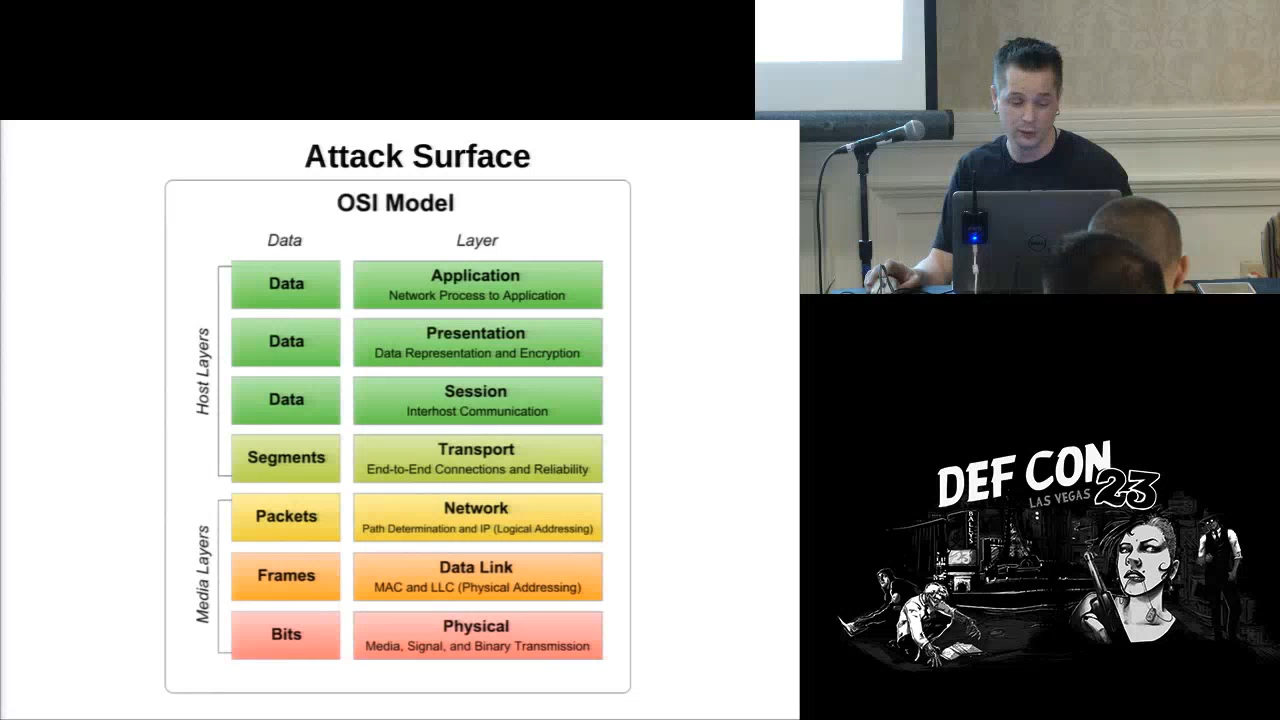 Attack Surface
OSI Model
Data Layer
Host Layers
Data
Application
Network Process to Application
Data
Presentation
Data Representation and Encryption
Data
Session
Interhost Communication
Segments
Transport
End-to-End Connections and Reliability
Media Layers
Packets
Network
Path Determination and IP (Logical Addressing)
Frames
Data Link
MAC and LLC (Physical Addressing)
Bits
Physical
Media, Signal, and Binary Transmission
DELL
DEF CON
LAS VEGAS 23
BALLYS